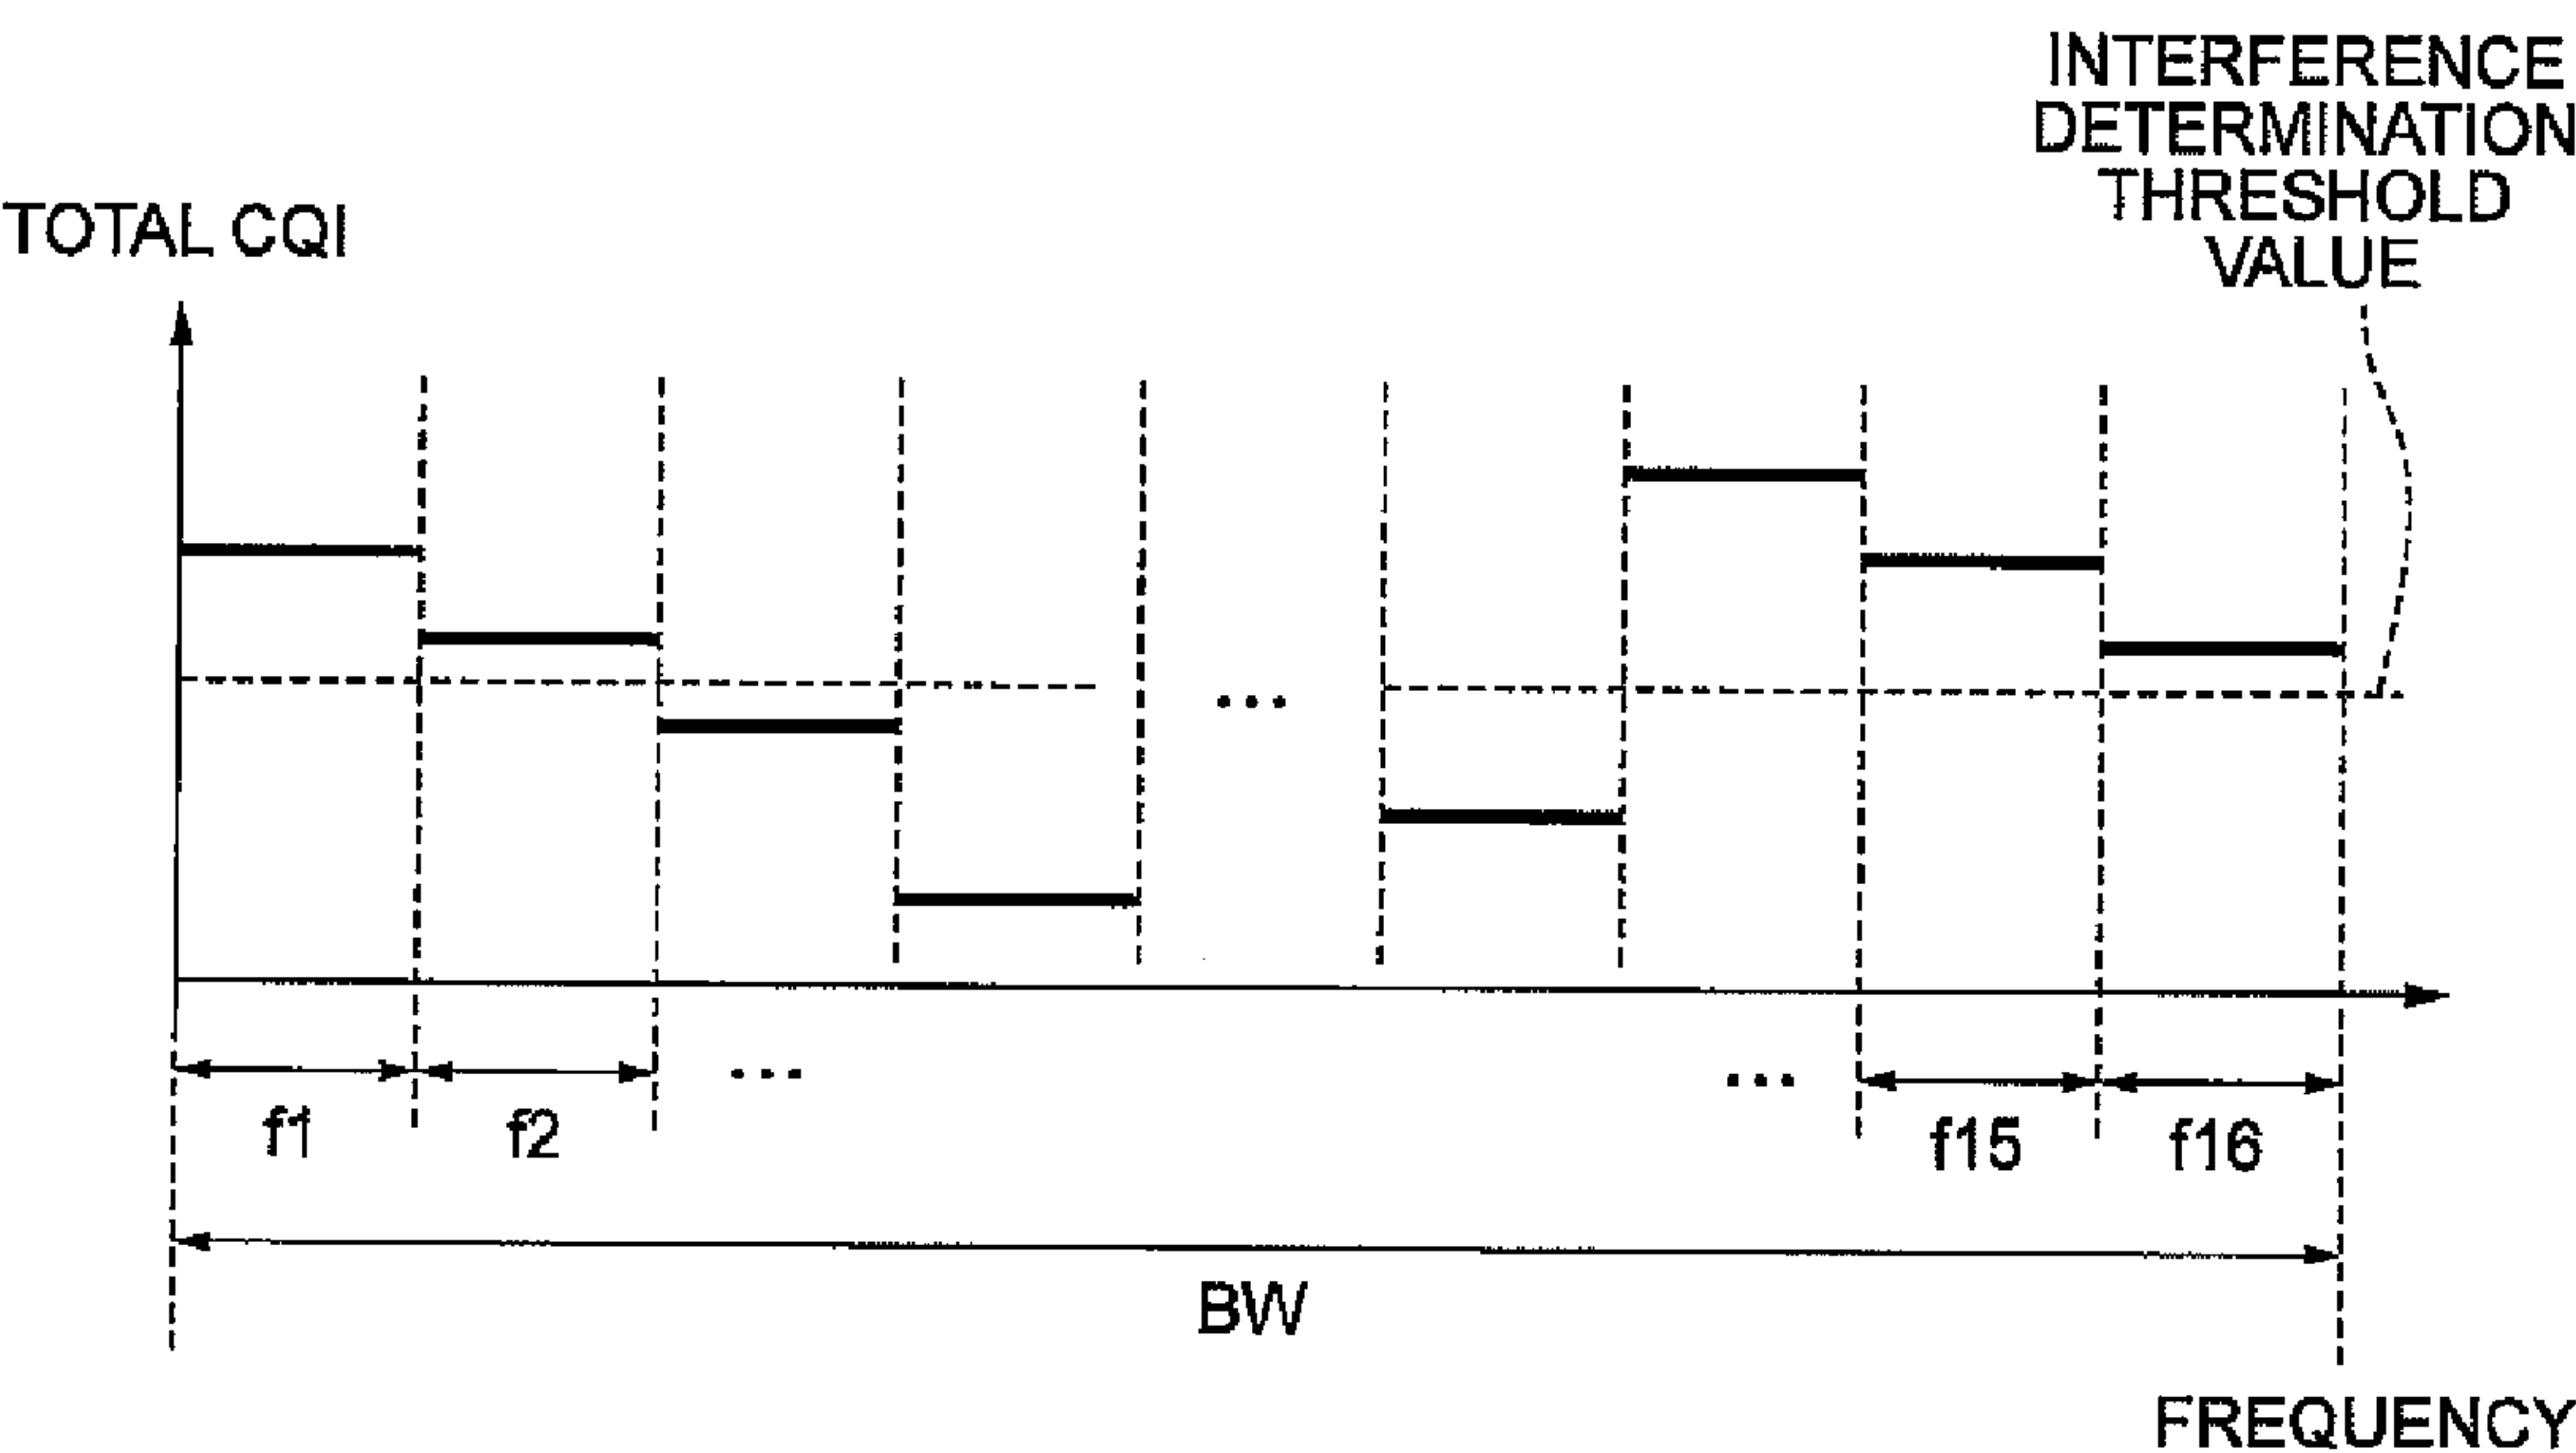 INTERFERENCE
DETERMINATION
THRESHOLD
VALUE
TOTAL CQI
...
... ...
f1 f2 f15 f16
BW
FREQUENCY